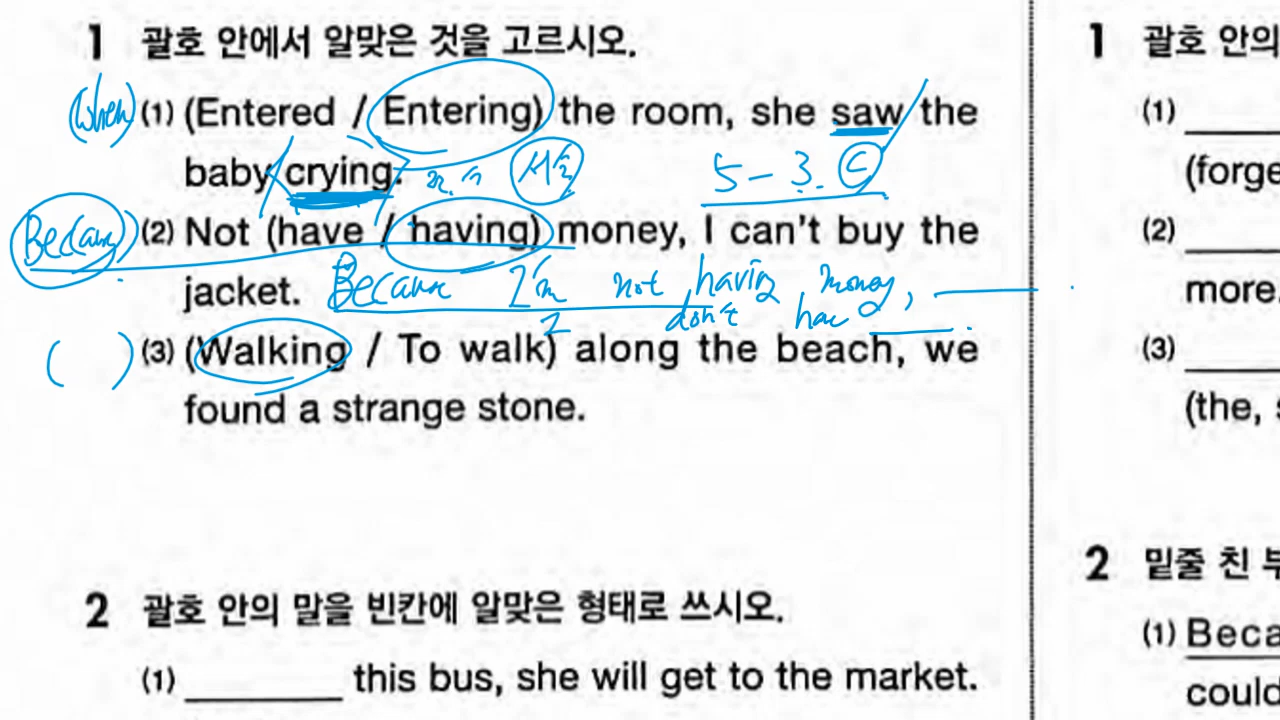 1 괄호 안에서 알맞은 것을 고르시오.
(When) (1) (Entered / Entering) the room, she saw the
baby crying.
서술
5-3. C
(Because) (2) Not (have / having) money, I can't buy the
jacket. Because I'm not having money,
I don't have
( ) (3) (Walking / To walk) along the beach, we
found a strange stone.
2 괄호 안의 말을 빈칸에 알맞은 형태로 쓰시오.
(1) ________ this bus, she will get to the market.
1 괄호 안의
(1) ________
(forge
(2) ________
more.
(3) ________
(the,
2 밑줄 친
(1) Beca
could